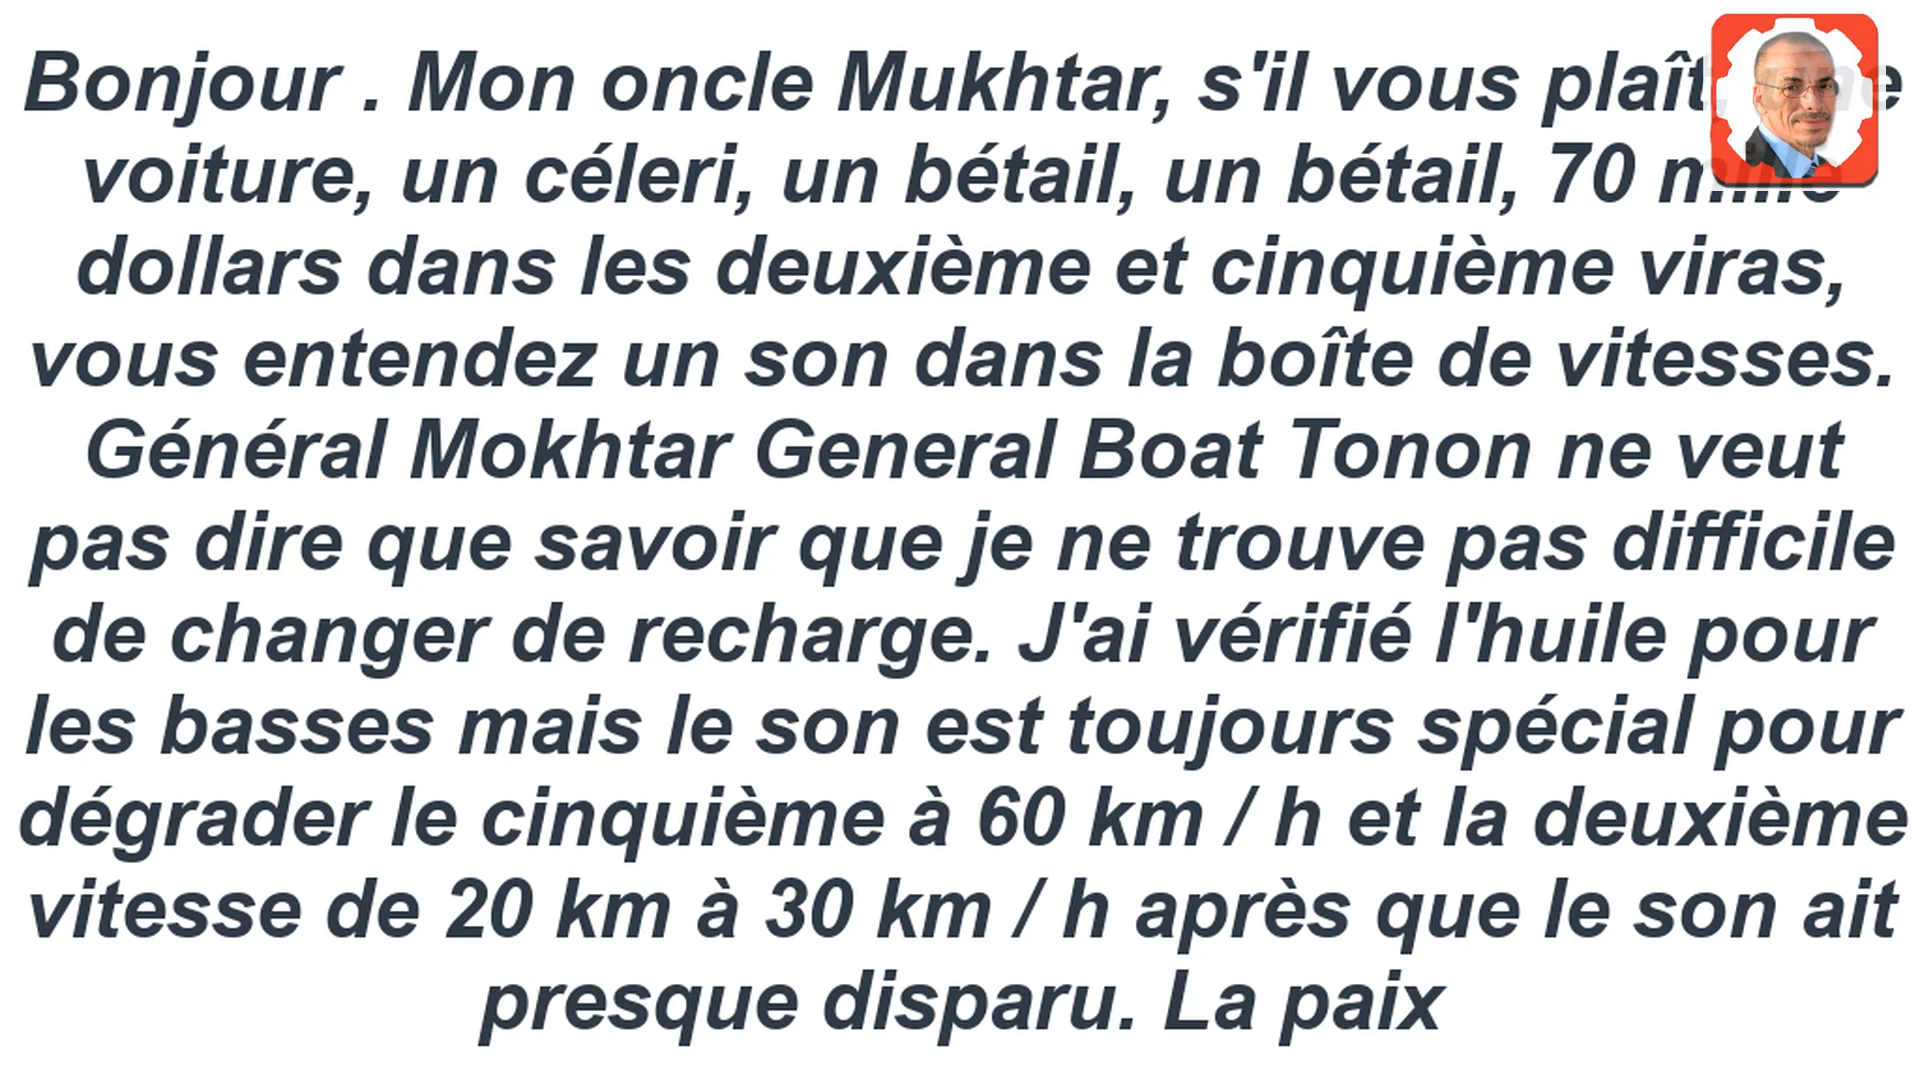 Bonjour . Mon oncle Mukhtar, s'il vous plaît
voiture, un céleri, un bétail, un bétail, 70 mille
dollars dans les deuxième et cinquième viras,
vous entendez un son dans la boîte de vitesses.
Général Mokhtar General Boat Tonon ne veut
pas dire que savoir que je ne trouve pas difficile
de changer de recharge. J'ai vérifié l'huile pour
les basses mais le son est toujours spécial pour
dégrader le cinquième à 60 km / h et la deuxième
vitesse de 20 km à 30 km / h après que le son ait
presque disparu. La paix